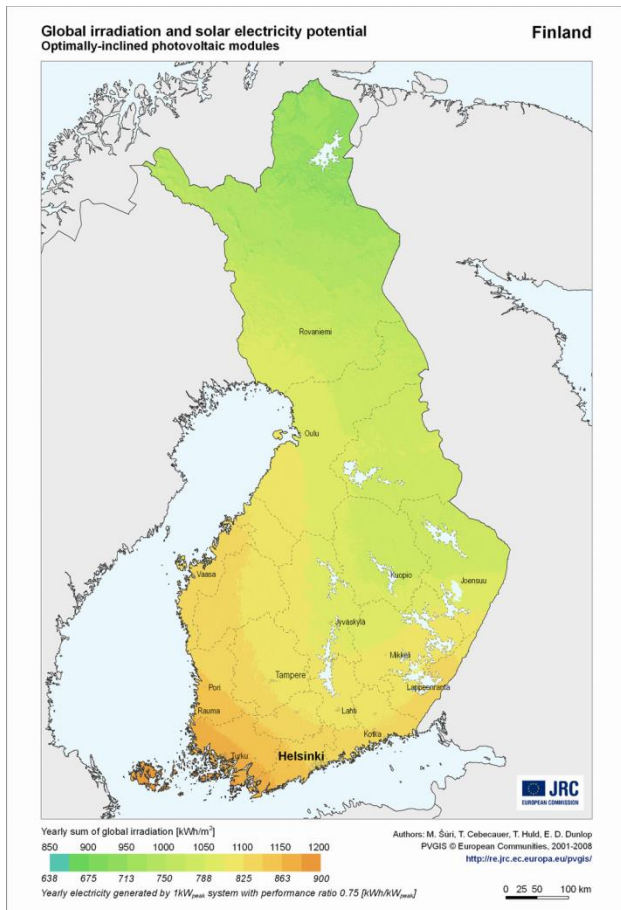 Global irradiation and solar electricity potential
Optimally-inclined photovoltaic modules
Finland
Rovaniemi
Oulu
Vaasa
Kuopio
Joensuu
Jyväskylä
Mikkeli
Tampere
Pori
Lappeenranta
Rauma
Lahti
Kotka
Turku
Helsinki
JRC
EUROPEAN COMMISSION
Yearly sum of global irradiation [kWh/m²]
850 900 950 1000 1050 1100 1150 1200
638 675 713 750 788 825 863 900
Yearly electricity generated by 1kWpeak system with performance ratio 0.75 [kWh/kWpeak]
Authors: M. Šúri, T. Cebecauer, T. Huld, E. D. Dunlop
PVGIS © European Communities, 2001-2008
http://re.jrc.ec.europa.eu/pvgis/
0 25 50 100 km